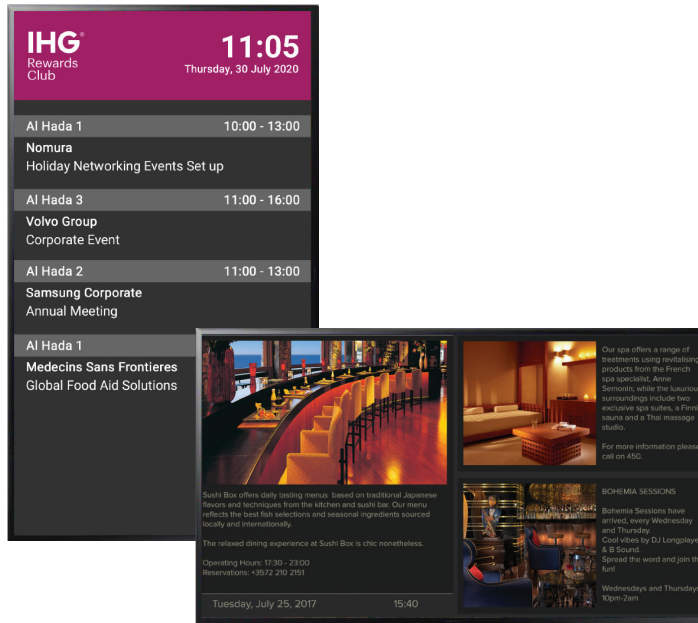 IHG®
Rewards
Club
11:05
Thursday, 30 July 2020
Al Hada 1 10:00 - 13:00
Nomura
Holiday Networking Events Set up
Al Hada 3 11:00 - 16:00
Volvo Group
Corporate Event
Al Hada 2 11:00 - 13:00
Samsung Corporate
Annual Meeting
Al Hada 1
Medecins Sans Frontieres
Global Food Aid Solutions
Sushi Box offers daily tasting menus based on traditional Japanese
flavors and techniques from the kitchen and sushi bar. Our menu
reflects the best fish selections and seasonal ingredients sourced
locally and internationally.
The relaxed dining experience at Sushi Box is chic nonetheless.
Operating Hours: 17:30 - 23:00
Reservations: +3572 210 2151
Tuesday, July 25, 2017 15:40
Our spa offers a range of
treatments using revitalising
products from the French
spa specialist, Anne
Semonin; while the luxurious
surroundings include two
exclusive spa suites, a Finni
sauna and a Thai massage
studio.
For more information please
call on 450.
BOHEMIA SESSIONS
Bohemia Sessions have
arrived, every Wednesday
and Thursday.
Cool vibes by DJ Longplaye
& B Sound.
Spread the word and join th
fun!
Wednesdays and Thursdays
10pm-2am